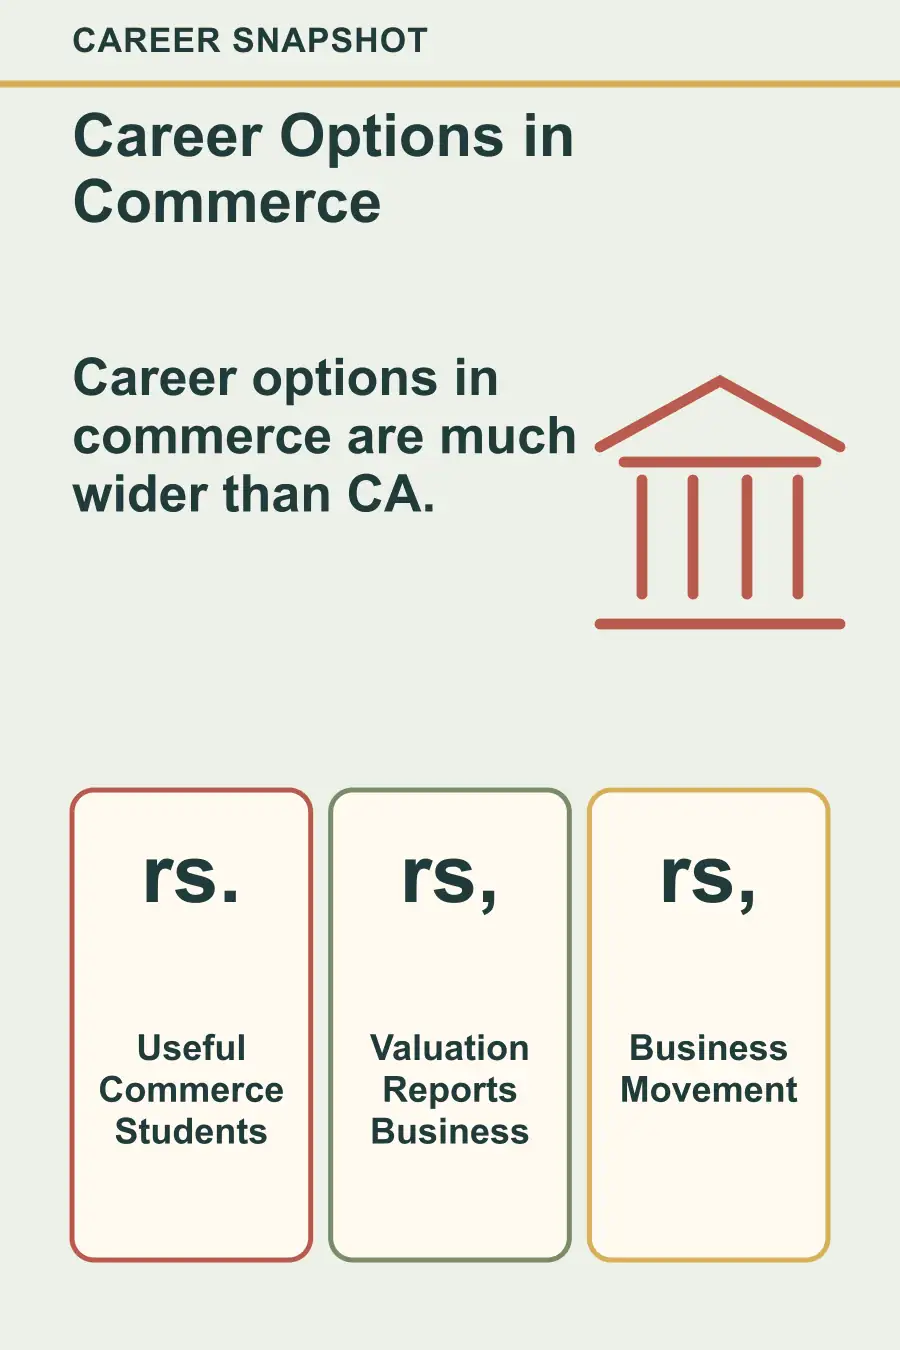 CAREER SNAPSHOT
Career Options in
Commerce
Career options in
commerce are much
wider than CA.
rs.
Useful
Commerce
Students
rs,
Valuation
Reports
Business
rs,
Business
Movement